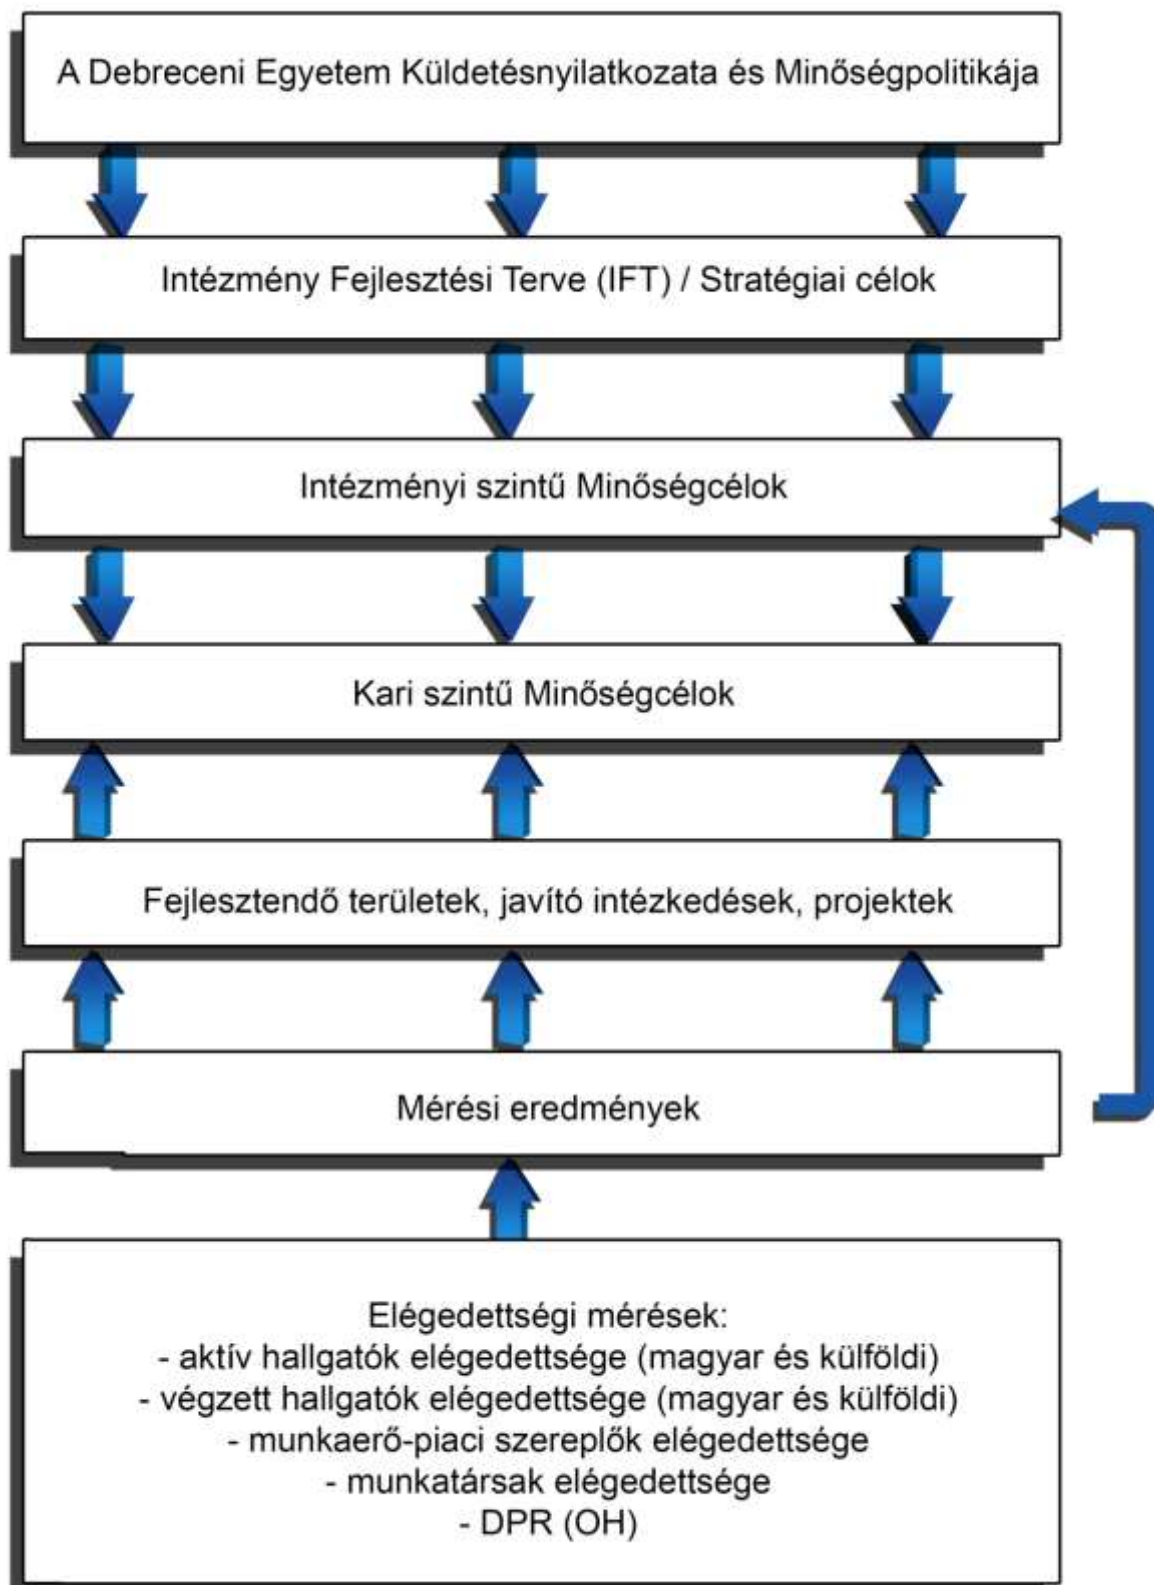 A Debreceni Egyetem Küldetésnyilatkozata és Minőségpolitikája
Intézmény Fejlesztési Terve (IFT) / Stratégiai célok
Intézményi szintű Minőségcélok
Kari szintű Minőségcélok
Fejlesztendő területek, javító intézkedések, projektek
Mérési eredmények
Elégedettségi mérések:
- aktív hallgatók elégedettsége (magyar és külföldi)
- végzett hallgatók elégedettsége (magyar és külföldi)
- munkaerő-piaci szereplők elégedettsége
- munkatársak elégedettsége
- DPR (OH)